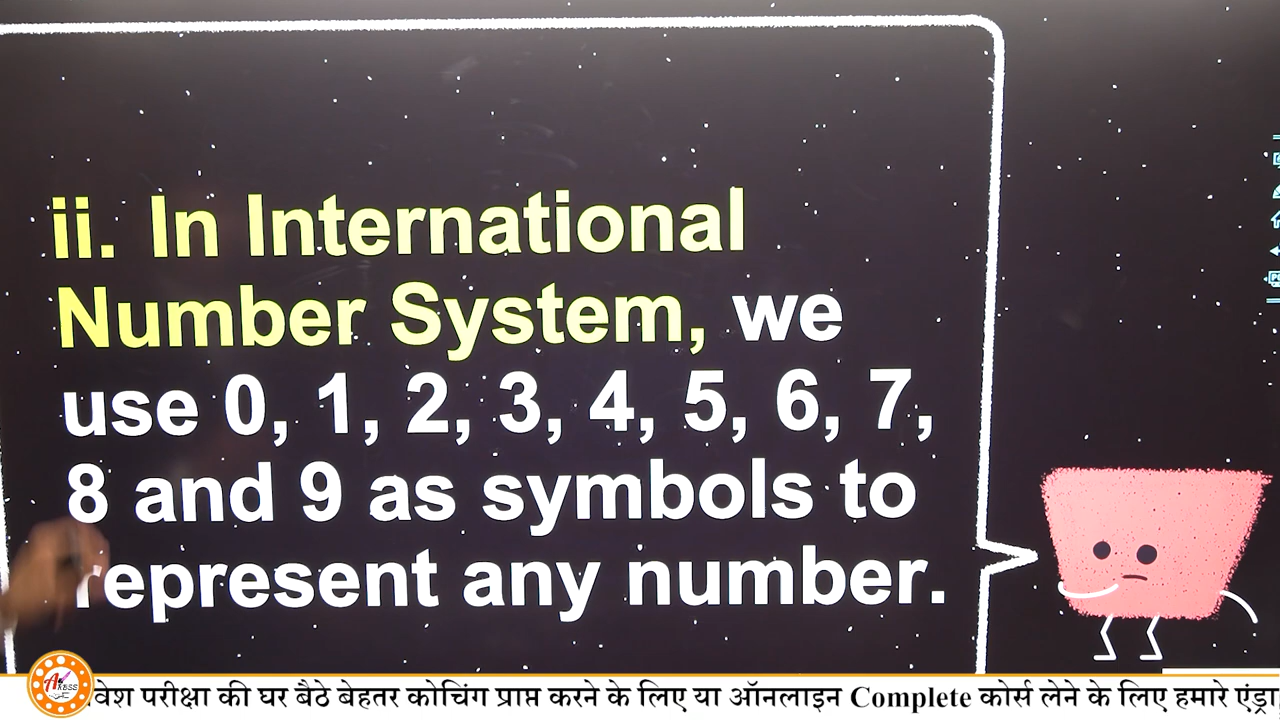 ii. In International
Number System, we
use 0, 1, 2, 3, 4, 5, 6, 7,
8 and 9 as symbols to
represent any number.
परीक्षा की घर बैठे बेहतर कोचिंग प्राप्त करने के लिए या ऑनलाइन Complete कोर्स लेने के लिए हमारे